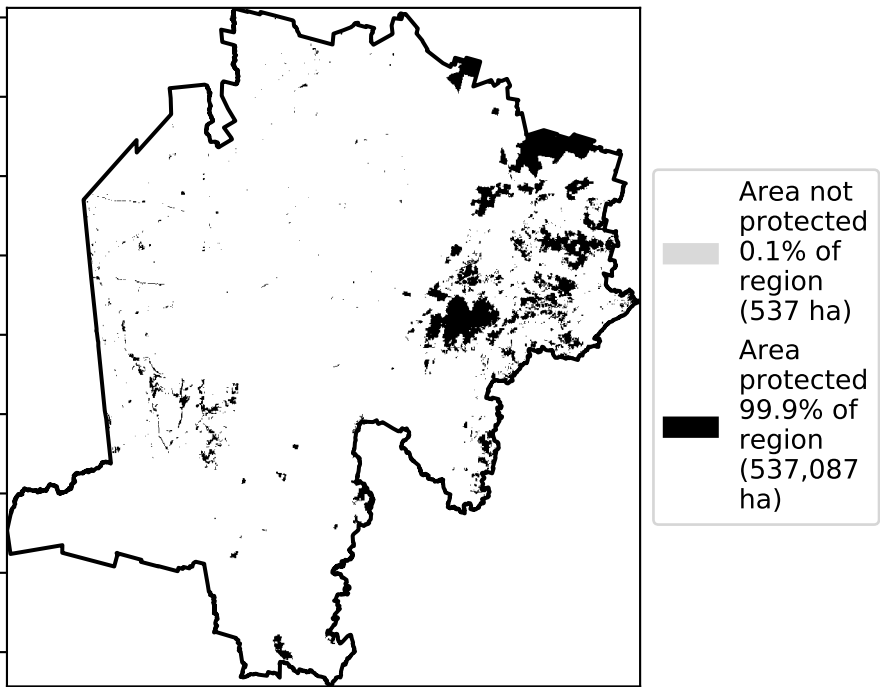 Area not
protected
0.1% of
region
(537 ha)
Area
protected
99.9% of
region
(537,087
ha)